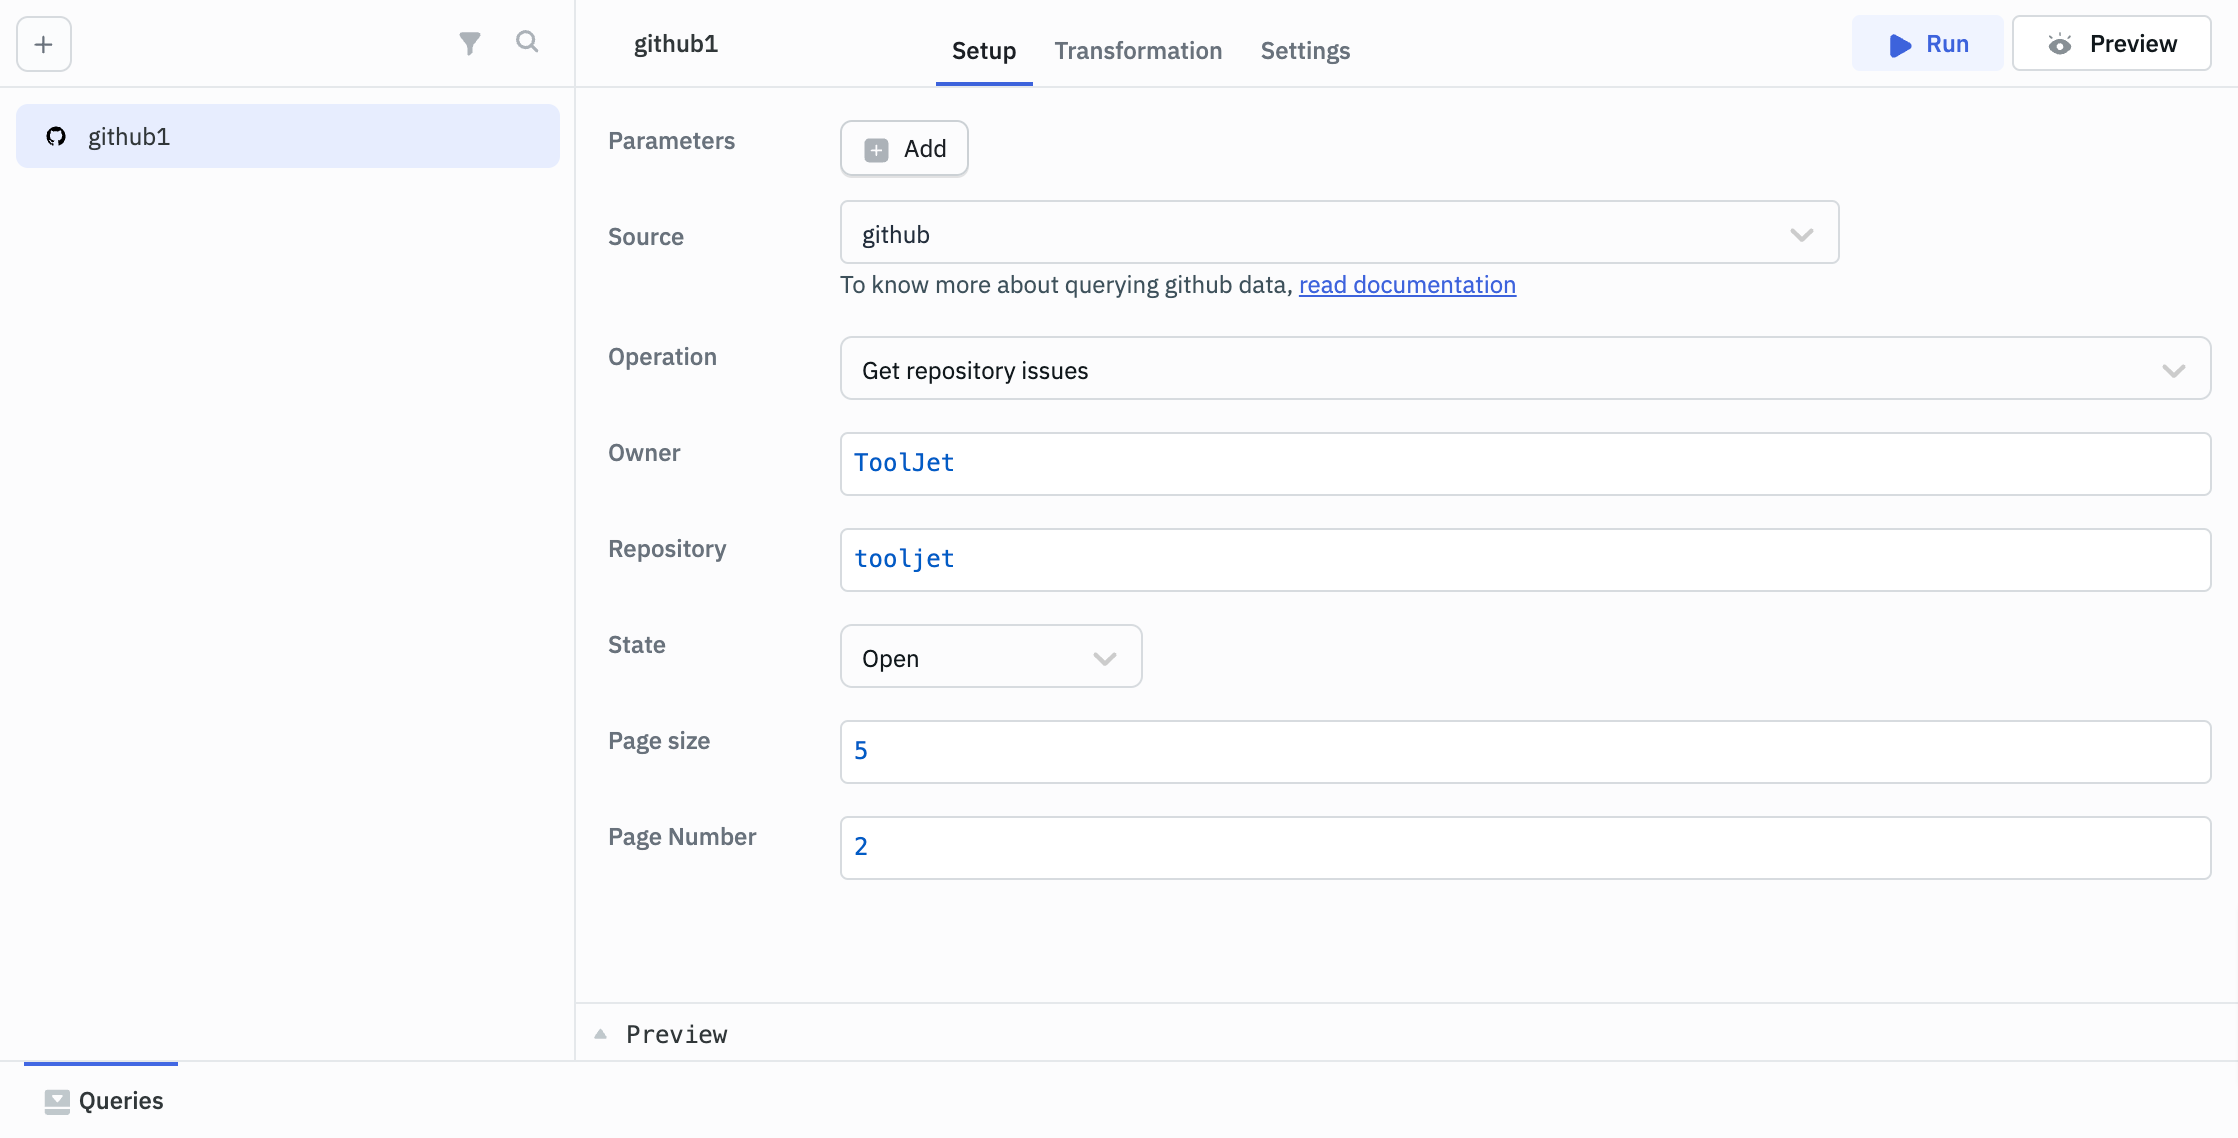 github1
github1
Setup
Transformation
Settings
Run
Preview
Parameters
Add
Source
github
To know more about querying github data, read documentation
Operation
Get repository issues
Owner
ToolJet
Repository
tooljet
State
Open
Page size
5
Page Number
2
Preview
Queries